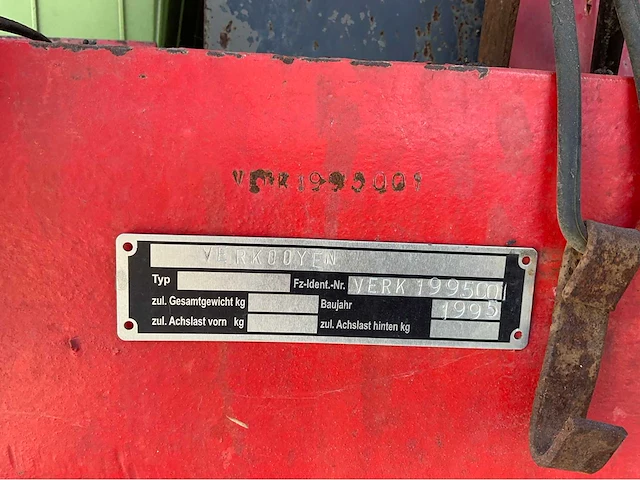 VERK1995001
VERKOOYEN
Typ Fz-Ident.-Nr. VERK 1995001
zul. Gesamtgewicht kg Baujahr 1995
zul. Achslast vorn kg zul. Achslast hinten kg